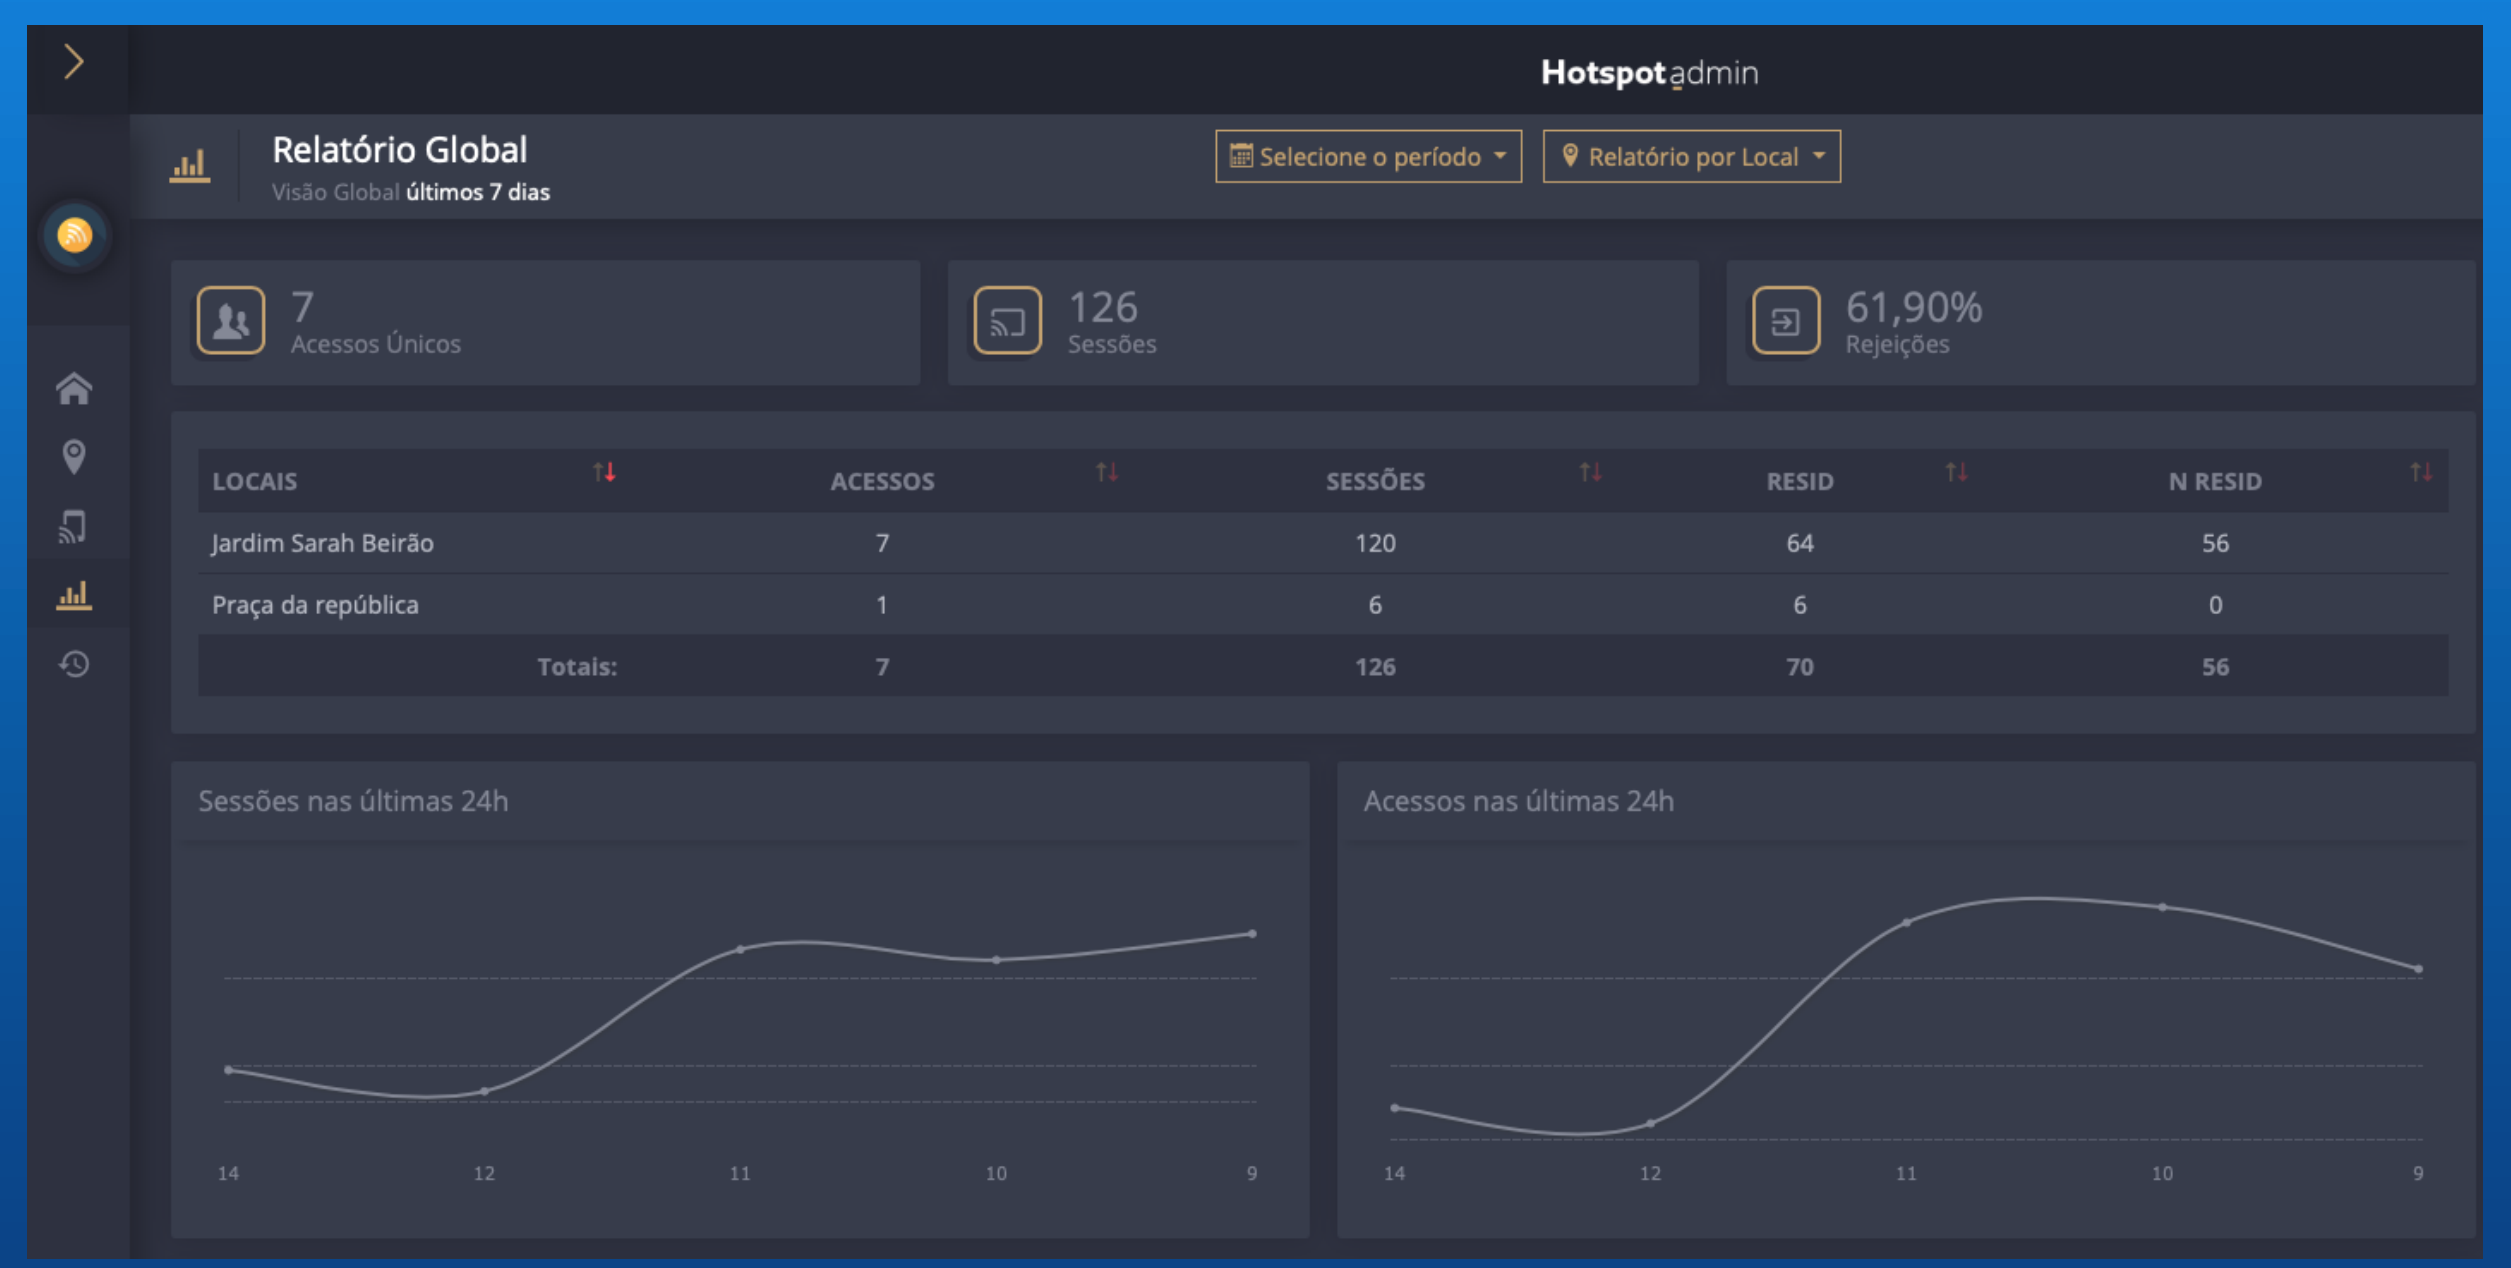 Hotspot admin
Relatório Global
Visão Global últimos 7 dias
Selecione o período
Relatório por Local
7
Acessos Únicos
126
Sessões
61,90%
Rejeições
LOCAIS ACESSOS SESSÕES RESID N RESID
Jardim Sarah Beirão 7 120 64 56
Praça da república 1 6 6 0
Totais: 7 126 70 56
Sessões nas últimas 24h
14 12 11 10 9
Acessos nas últimas 24h
14 12 11 10 9